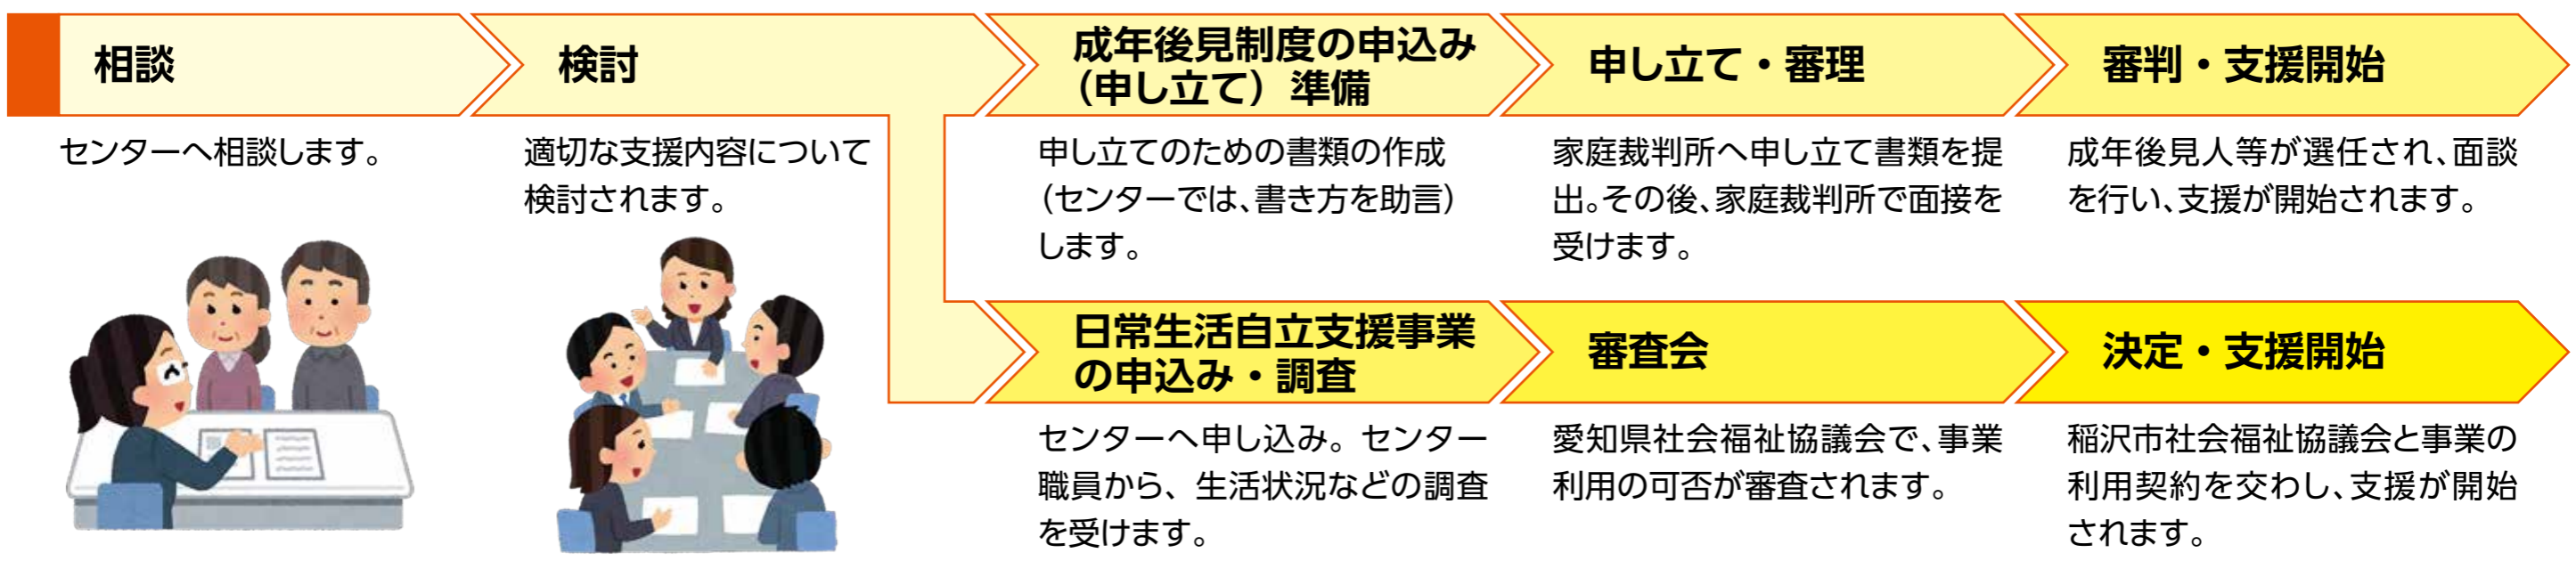 相談
センターへ相談します。
検討
適切な支援内容について
検討されます。
成年後見制度の申込み
（申し立て）準備
申し立てのための書類の作成
（センターでは、書き方を助言）
します。
申し立て・審理
家庭裁判所へ申し立て書類を提
出。その後、家庭裁判所で面接を
受けます。
審判・支援開始
成年後見人等が選任され、面談
を行い、支援が開始されます。
日常生活自立支援事業
の申込み・調査
センターへ申し込み。センター
職員から、生活状況などの調査
を受けます。
審査会
愛知県社会福祉協議会で、事業
利用の可否が審査されます。
決定・支援開始
稲沢市社会福祉協議会と事業の
利用契約を交わし、支援が開始
されます。